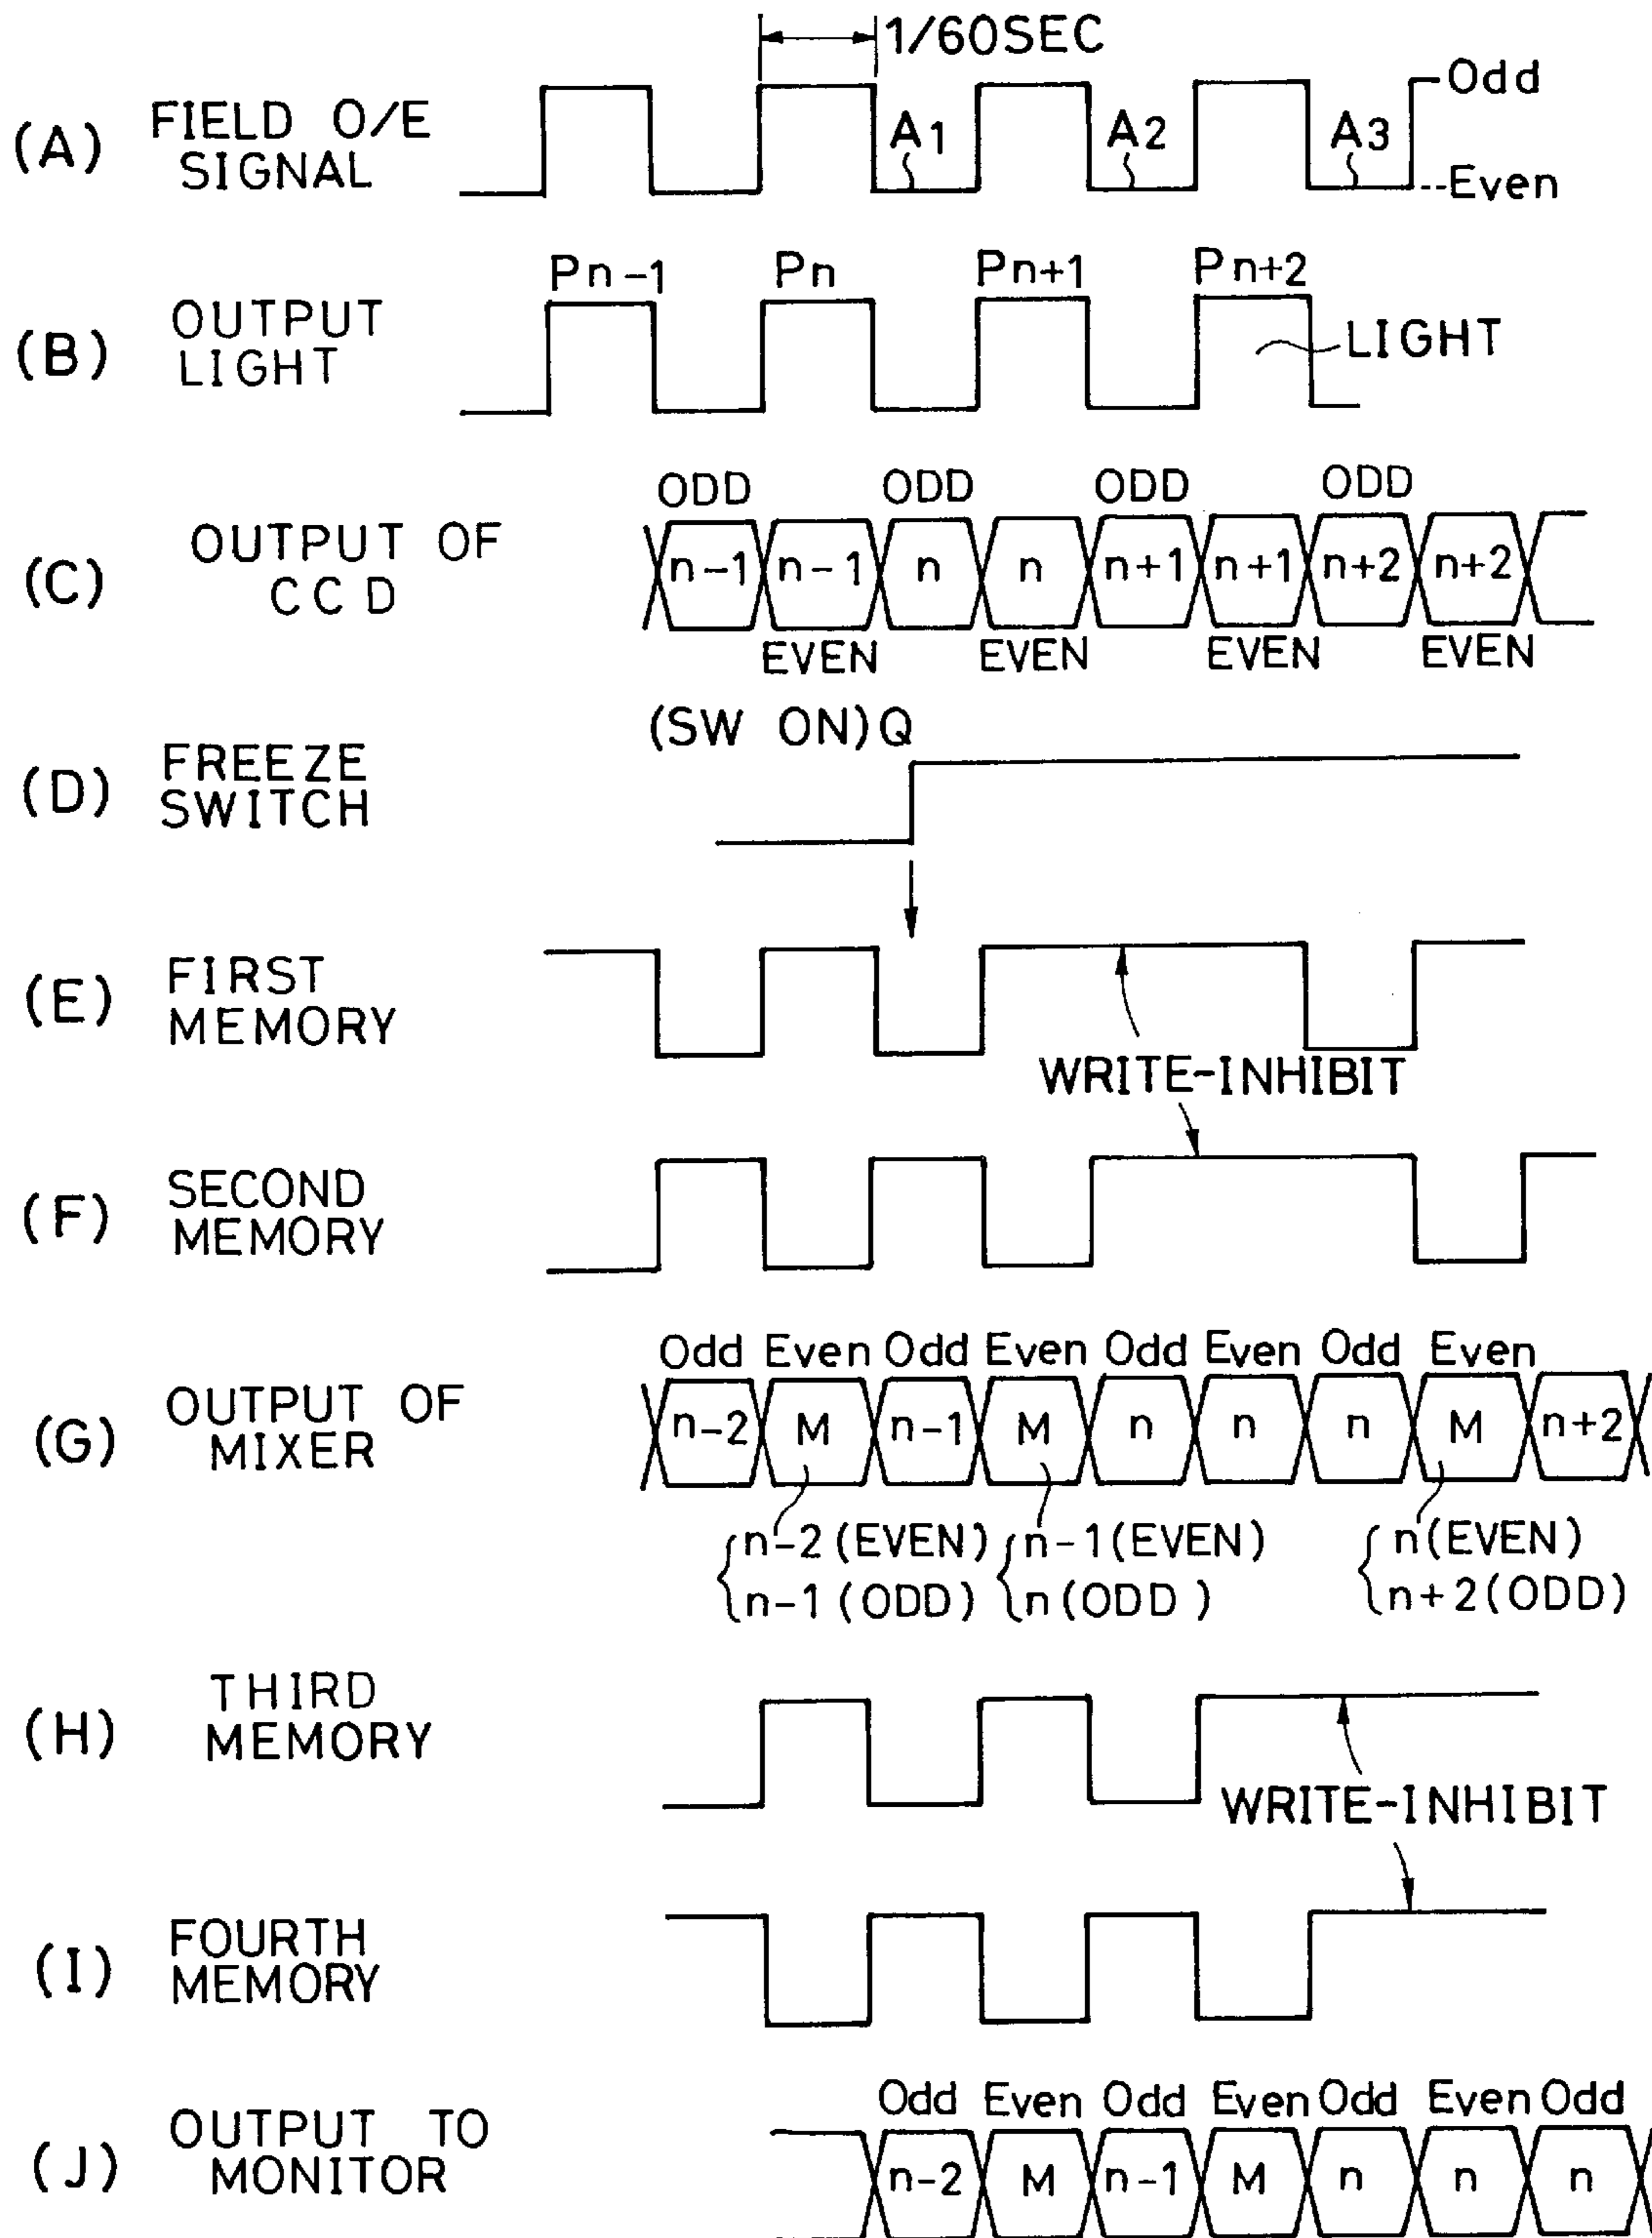 1/60SEC
(A) FIELD O/E SIGNAL
A1 A2 A3
Odd
Even
(B) OUTPUT LIGHT
Pn-1 Pn Pn+1 Pn+2
LIGHT
(C) OUTPUT OF CCD
ODD ODD ODD ODD
n-1 n-1 n n n+1 n+1 n+2 n+2
EVEN EVEN EVEN EVEN
(D) FREEZE SWITCH
(SW ON)Q
(E) FIRST MEMORY
WRITE-INHIBIT
(F) SECOND MEMORY
(G) OUTPUT OF MIXER
Odd Even Odd Even Odd Even Odd Even
n-2 M n-1 M n n n M n+2
n-2(EVEN) n-1(EVEN) n(EVEN)
n-1(ODD) n(ODD) n+2(ODD)
(H) THIRD MEMORY
WRITE-INHIBIT
(I) FOURTH MEMORY
(J) OUTPUT TO MONITOR
Odd Even Odd Even Odd Even Odd
n-2 M n-1 M n n n